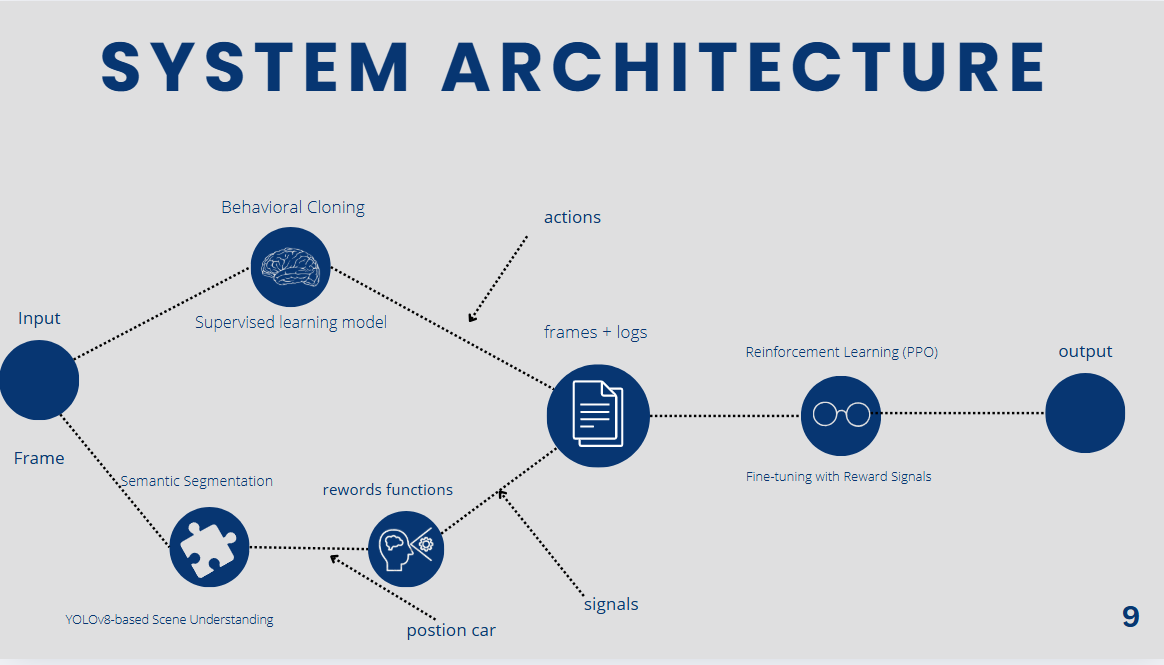 SYSTEM ARCHITECTURE
Behavioral Cloning
Supervised learning model
actions
Input
Frame
frames + logs
Reinforcement Learning (PPO)
Fine-tuning with Reward Signals
output
Semantic Segmentation
YOLOv8-based Scene Understanding
rewords functions
postion car
signals
9